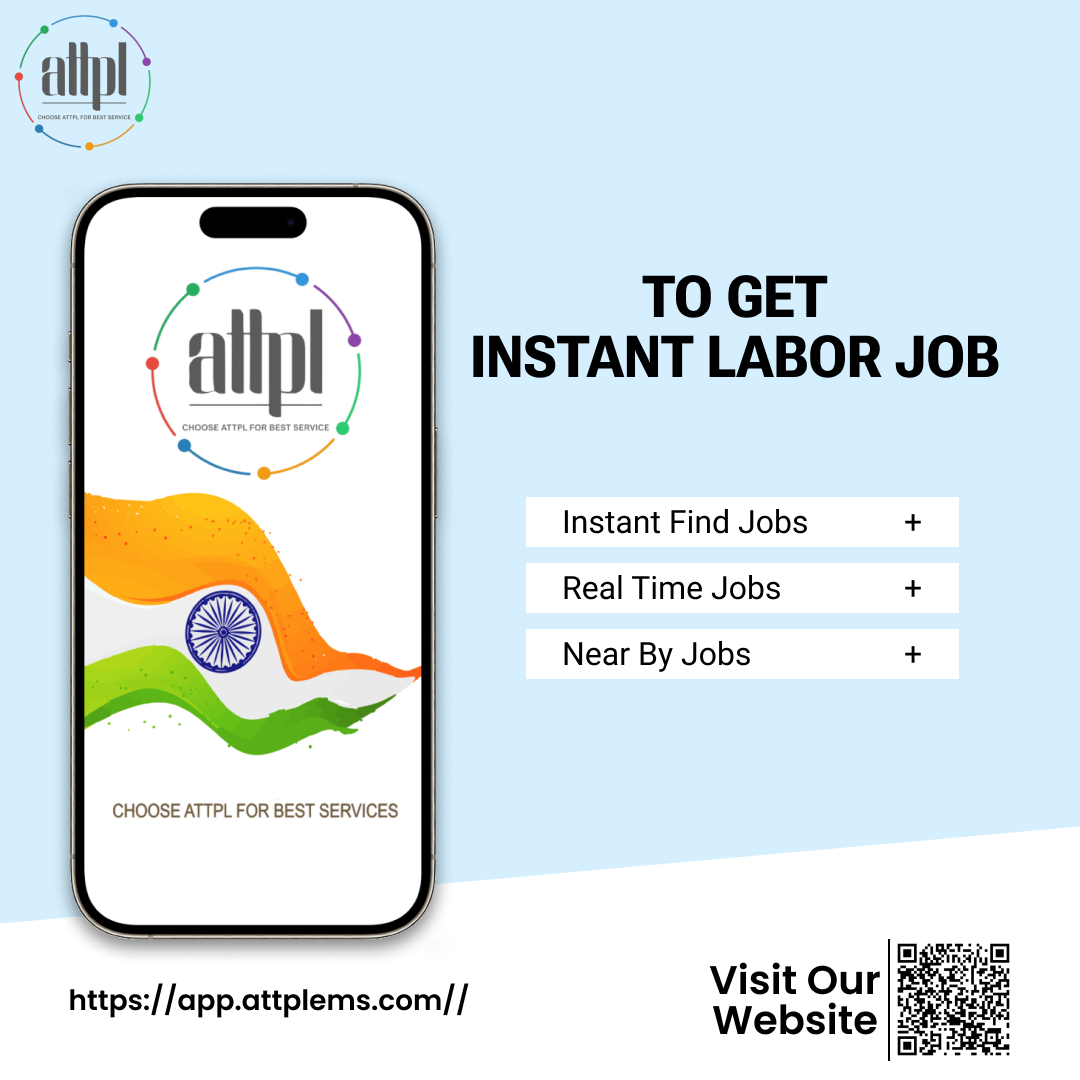 attpl
CHOOSE ATTPL FOR BEST SERVICE
attpl
CHOOSE ATTPL FOR BEST SERVICE
CHOOSE ATTPL FOR BEST SERVICES
TO GET
INSTANT LABOR JOB
Instant Find Jobs +
Real Time Jobs +
Near By Jobs +
https://app.attplems.com//
Visit Our
Website